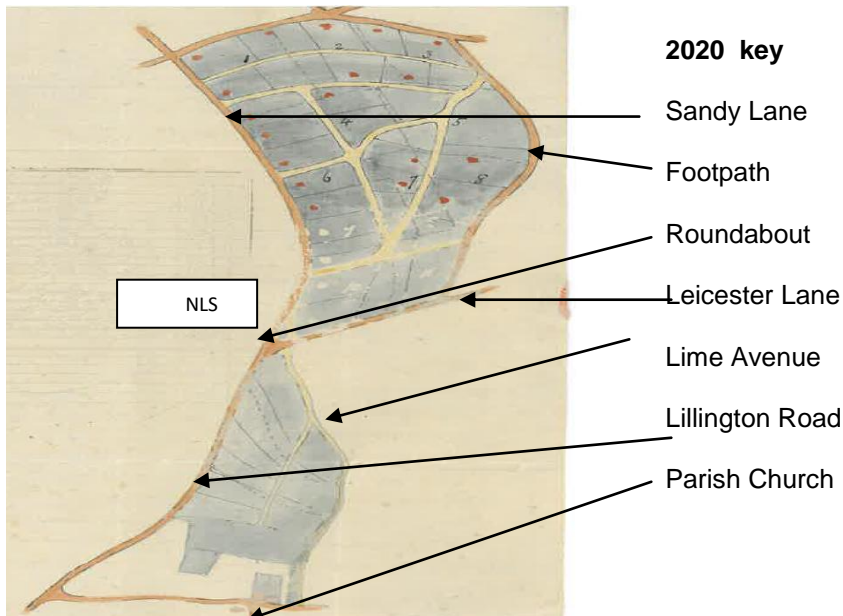 2020 key
Sandy Lane
Footpath
Roundabout
Leicester Lane
Lime Avenue
Lillington Road
Parish Church
NLS
1
2
3
4
5
6
7
8